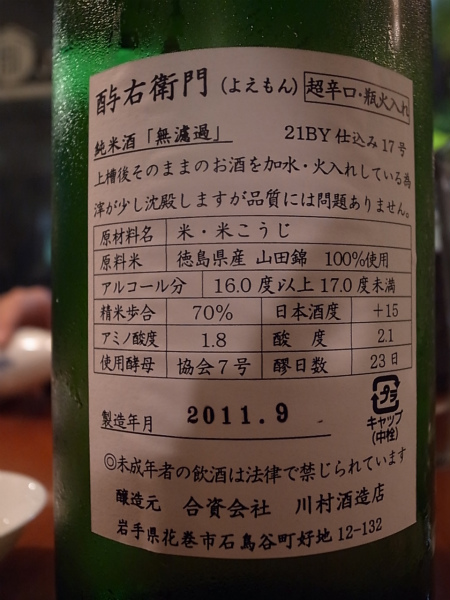 酉与右衛門(よえもん) 超辛口・瓶火入れ
純米酒「無濾過」 21BY仕込み17号
上槽後そのままのお酒を加水・火入れしている為
滓が少し沈殿しますが品質には問題ありません。
原材料名 米・米こうじ
原料米 徳島県産 山田錦 100%使用
アルコール分 16.0度以上17.0度未満
精米歩合 70% 日本酒度 +15
アミノ酸度 1.8 酸度 2.1
使用酵母 協会7号 醪日数 23日
製造年月 2011.9
プラ
キャップ
(中栓)
◎未成年者の飲酒は法律で禁じられています
醸造元 合資会社 川村酒造店
岩手県花巻市石鳥谷町好地12-132